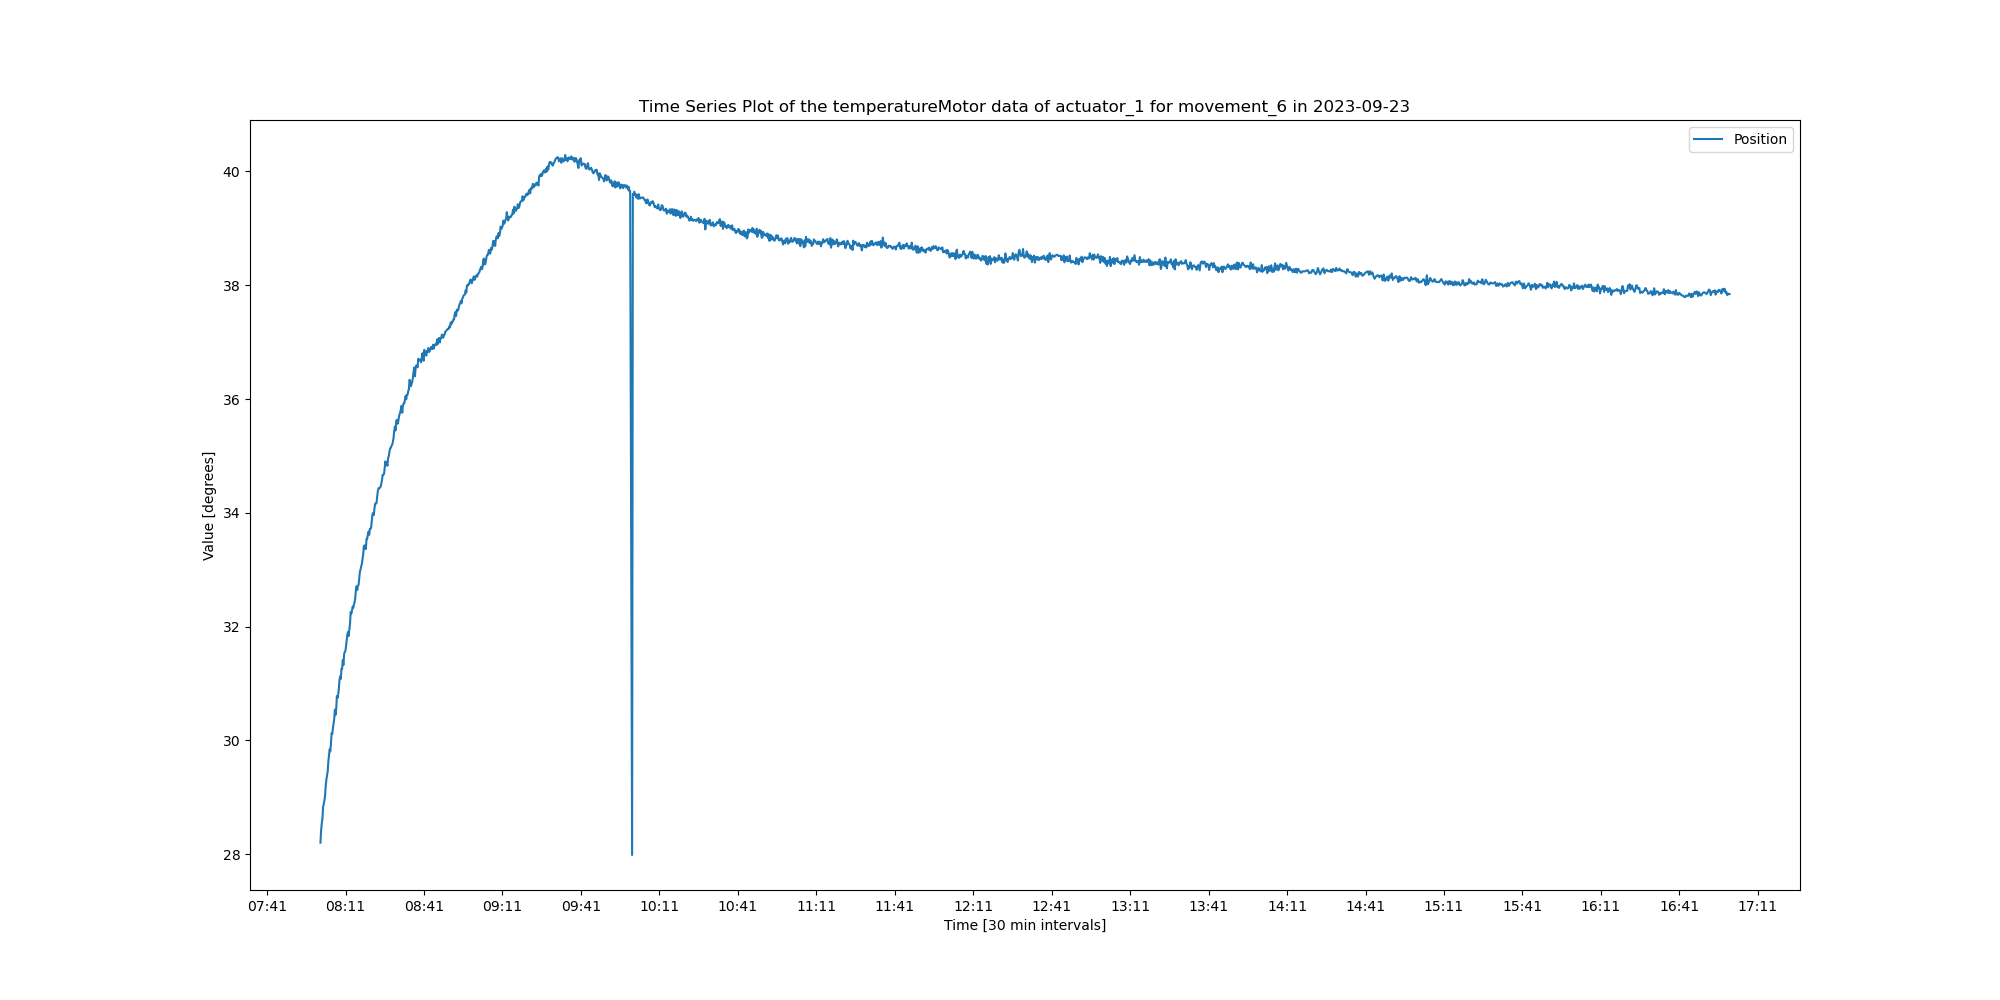 Time Series Plot of the temperatureMotor data of actuator_1 for movement_6 in 2023-09-23
Position
40
38
36
34
32
30
28
Value [degrees]
07:41 08:11 08:41 09:11 09:41 10:11 10:41 11:11 11:41 12:11 12:41 13:11 13:41 14:11 14:41 15:11 15:41 16:11 16:41 17:11
Time [30 min intervals]